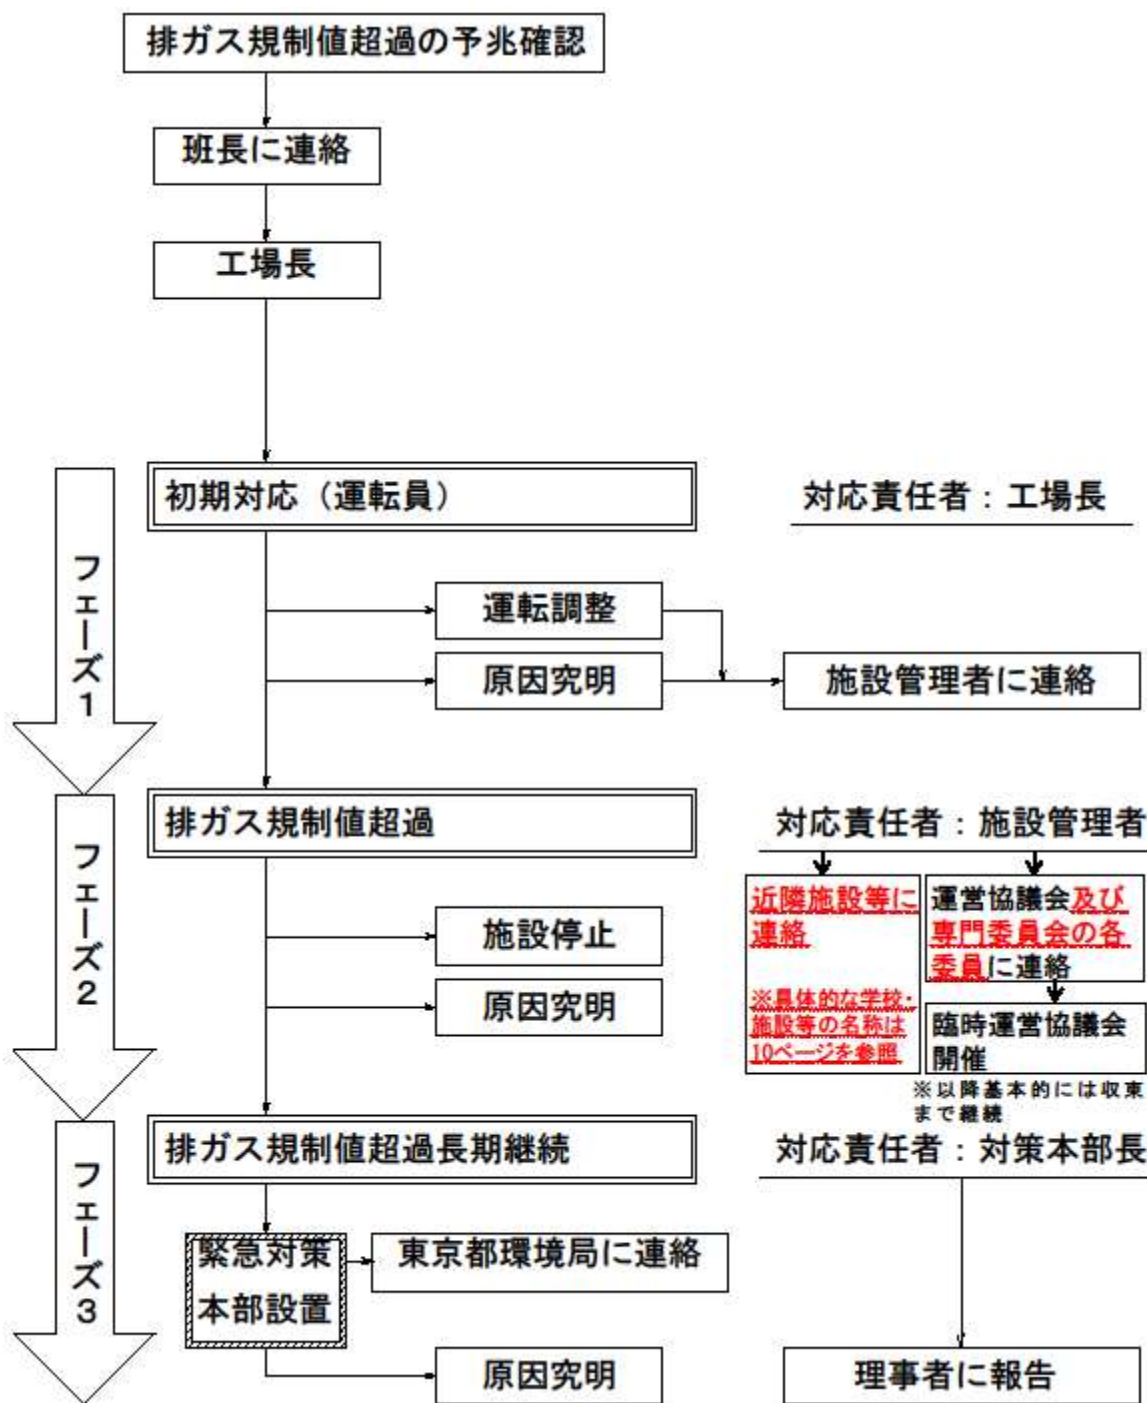 排ガス規制値超過の予兆確認
班長に連絡
工場長
フェーズ1
初期対応（運転員）
対応責任者：工場長
運転調整
原因究明
施設管理者に連絡
フェーズ2
排ガス規制値超過
対応責任者：施設管理者
施設停止
原因究明
近隣施設等に
連絡
※具体的な学校・
施設等の名称は
10ページを参照
運営協議会及び
専門委員会の各
委員に連絡
臨時運営協議会
開催
※以降基本的には収束
まで継続
フェーズ3
排ガス規制値超過長期継続
対応責任者：対策本部長
緊急対策
本部設置
東京都環境局に連絡
原因究明
理事者に報告